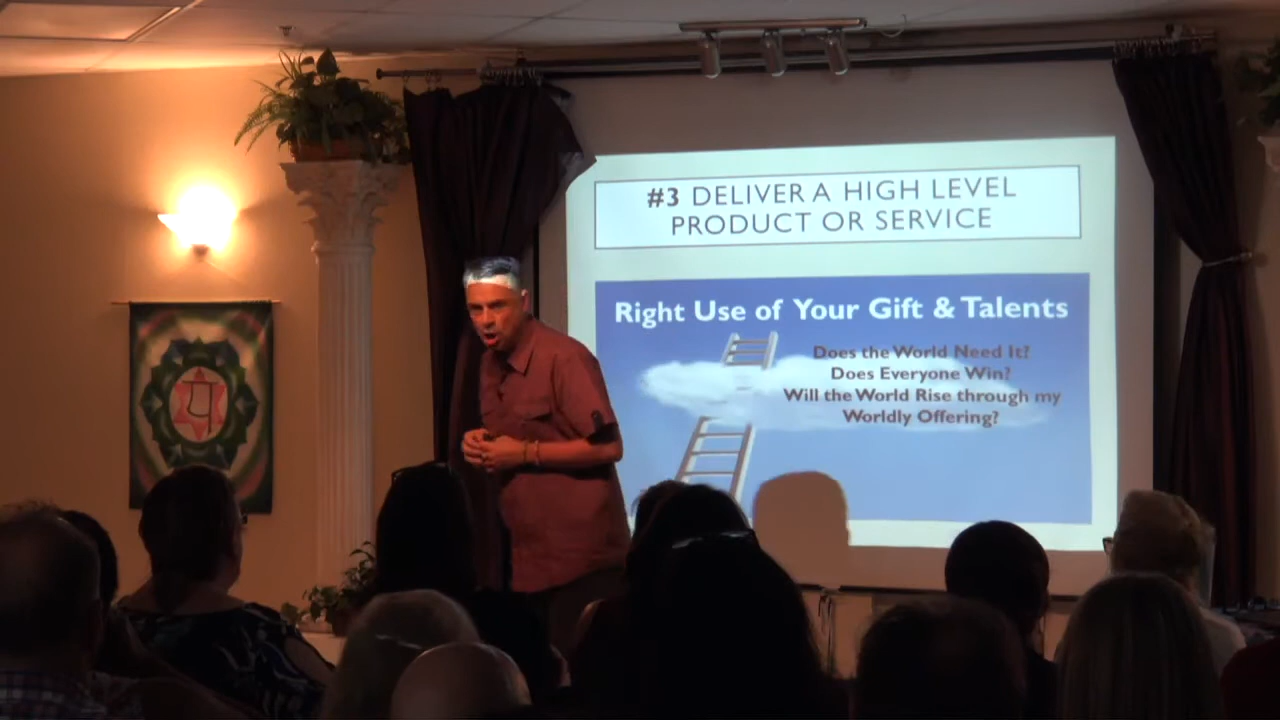 #3 DELIVER A HIGH LEVEL
PRODUCT OR SERVICE
Right Use of Your Gift & Talents
Does the World Need It?
Does Everyone Win?
Will the World Rise through my
Worldly Offering?